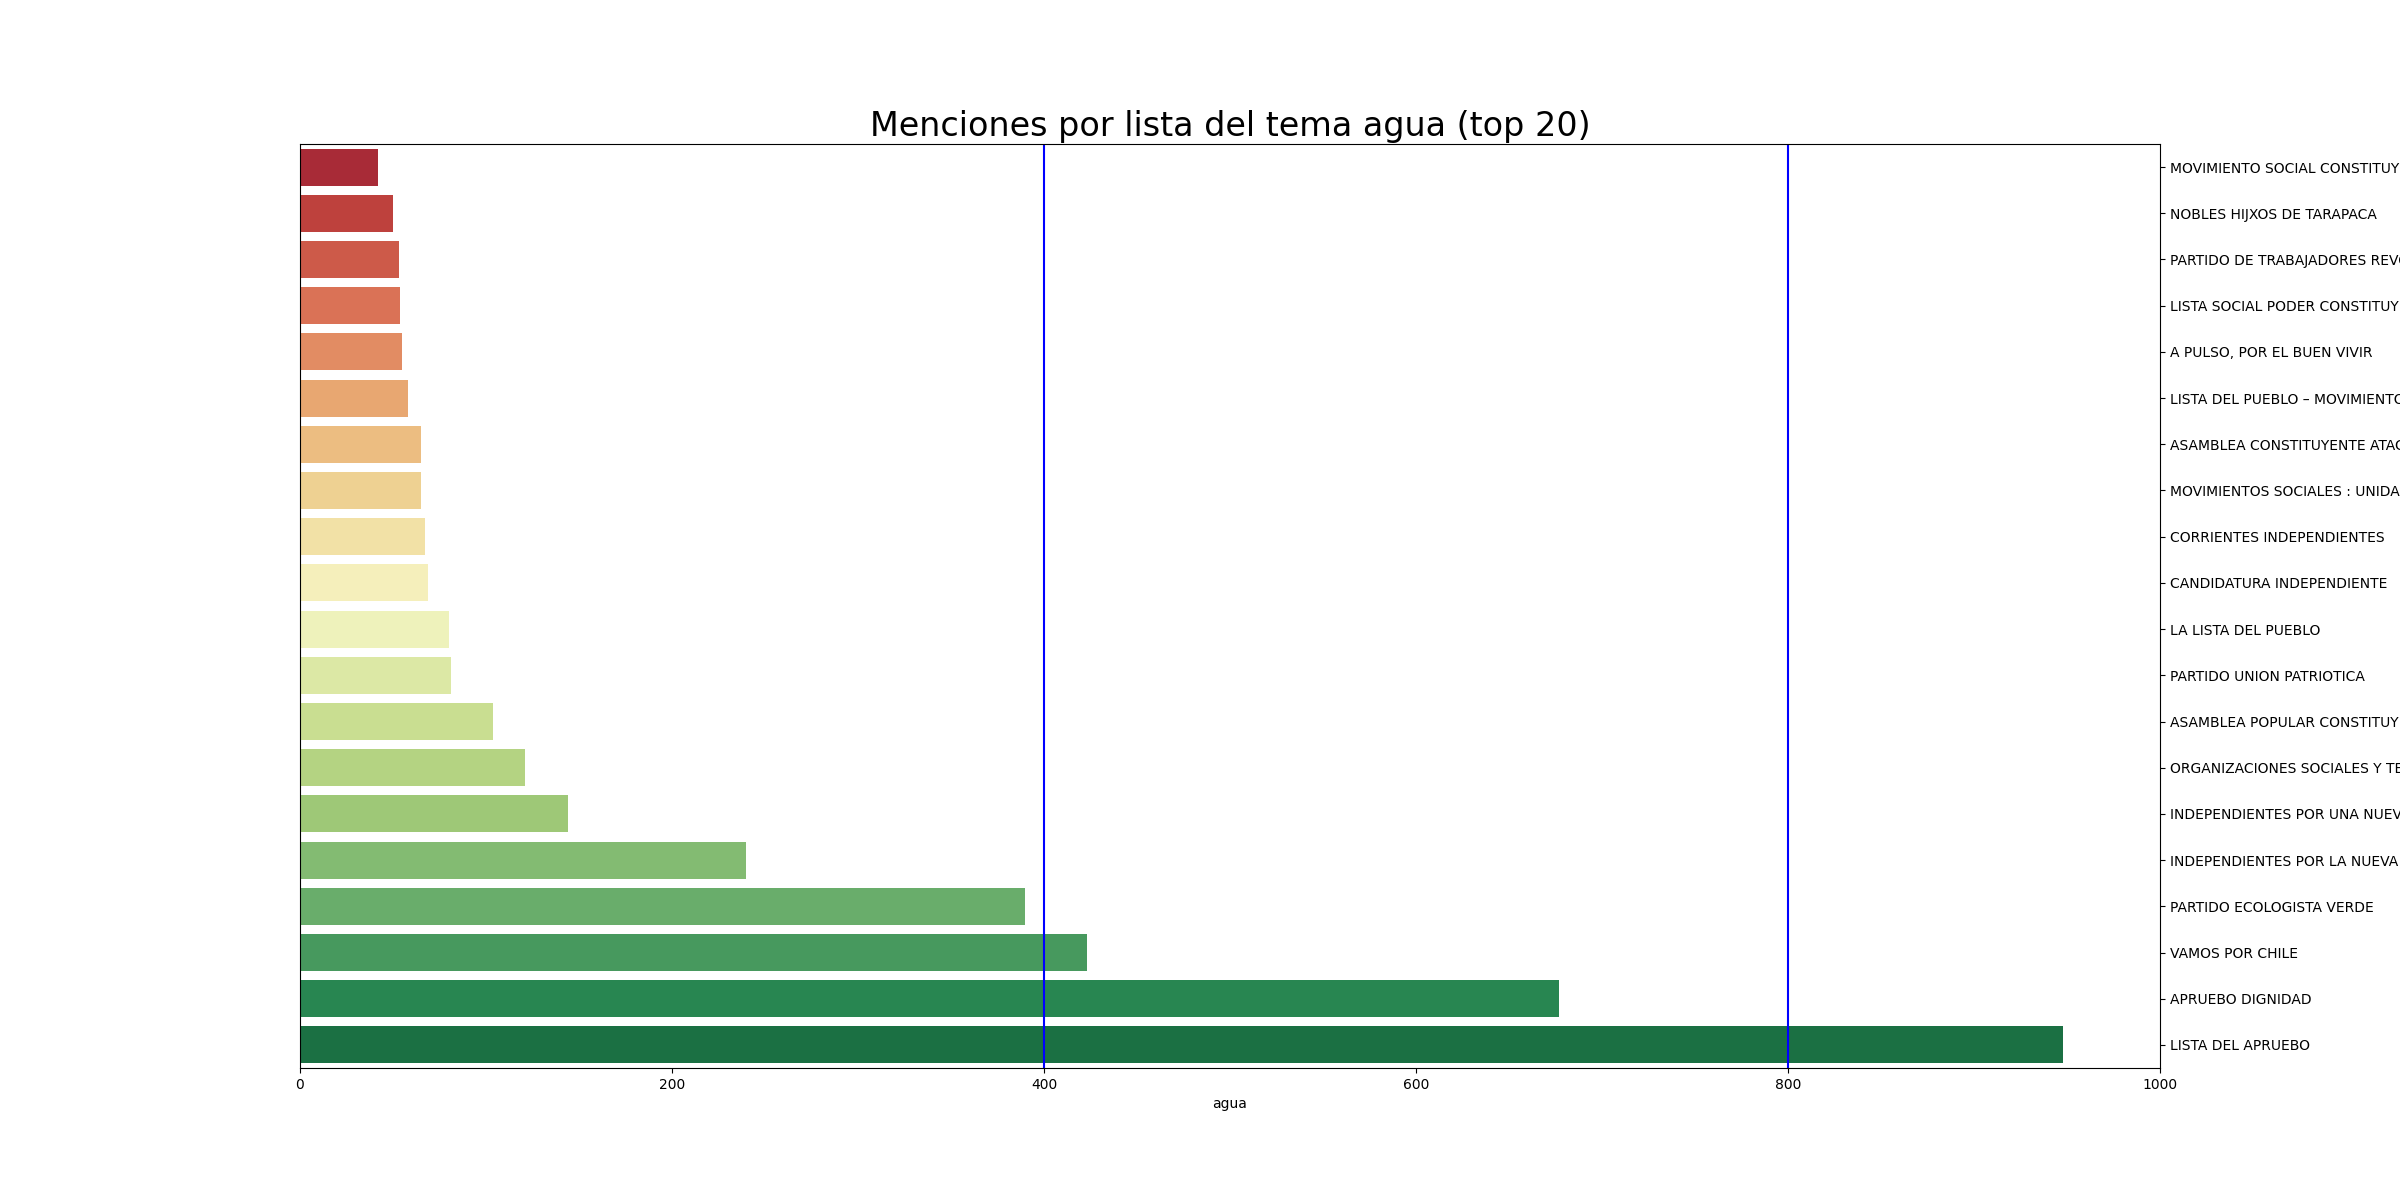 Menciones por lista del tema agua (top 20)
MOVIMIENTO SOCIAL CONSTITUY
NOBLES HIJXOS DE TARAPACA
PARTIDO DE TRABAJADORES REV
LISTA SOCIAL PODER CONSTITUY
A PULSO, POR EL BUEN VIVIR
LISTA DEL PUEBLO – MOVIMIENTO
ASAMBLEA CONSTITUYENTE ATAC
MOVIMIENTOS SOCIALES : UNIDA
CORRIENTES INDEPENDIENTES
CANDIDATURA INDEPENDIENTE
LA LISTA DEL PUEBLO
PARTIDO UNION PATRIOTICA
ASAMBLEA POPULAR CONSTITUY
ORGANIZACIONES SOCIALES Y TE
INDEPENDIENTES POR UNA NUEV
INDEPENDIENTES POR LA NUEVA
PARTIDO ECOLOGISTA VERDE
VAMOS POR CHILE
APRUEBO DIGNIDAD
LISTA DEL APRUEBO
0 200 400 600 800 1000
agua